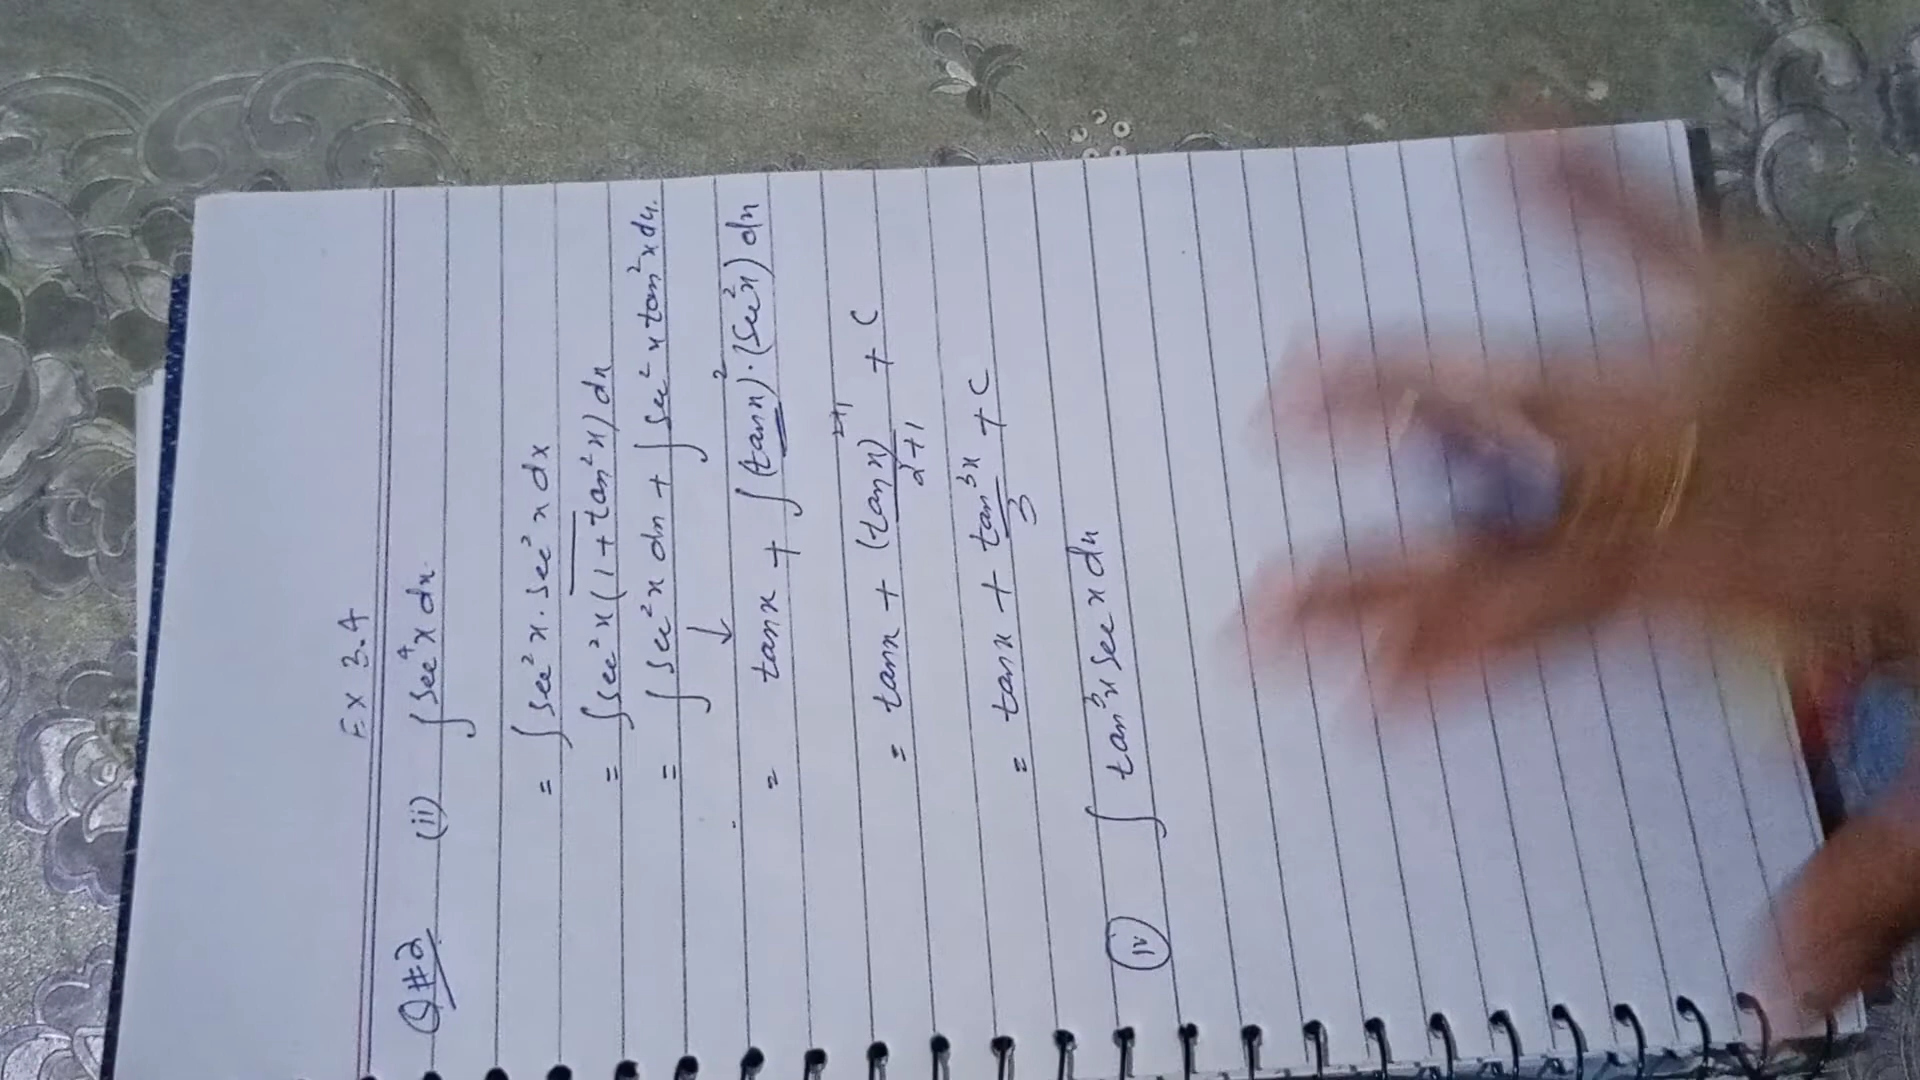 Ex 3.4
Q#2 (ii) ∫ sec⁴x dx.
= ∫ sec²x . sec²x dx
= ∫ sec²x (1 + tan²x) dx
= ∫ sec²x dx + ∫ sec²x tan²x dx.
= tanx + ∫ (tanx)² . (sec²x) dx
= tanx + (tanx)²⁺¹/2+1 + C
= tanx + tan³x/3 + C
(iv) ∫ tan³x sec x dx